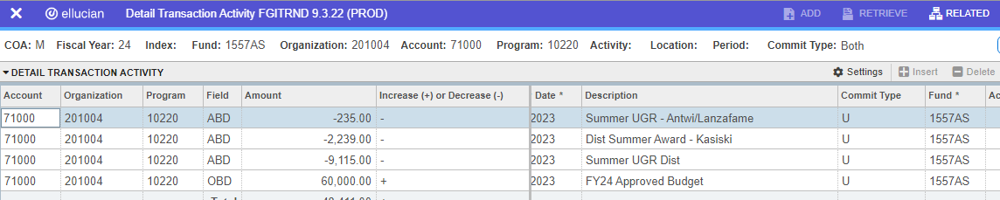 ellucian Detail Transaction Activity FGITRND 9.3.22 (PROD) ADD RETRIEVE RELATED
COA: M Fiscal Year: 24 Index: Fund: 1557AS Organization: 201004 Account: 71000 Program: 10220 Activity: Location: Period: Commit Type: Both
DETAIL TRANSACTION ACTIVITY Settings Insert Delete
Account Organization Program Field Amount Increase (+) or Decrease (-) Date * Description Commit Type Fund * Ac
71000 201004 10220 ABD -235.00 - 2023 Summer UGR - Antwi/Lanzafame U 1557AS
71000 201004 10220 ABD -2,239.00 - 2023 Dist Summer Award - Kasiski U 1557AS
71000 201004 10220 ABD -9,115.00 - 2023 Summer UGR Dist U 1557AS
71000 201004 10220 OBD 60,000.00 + 2023 FY24 Approved Budget U 1557AS